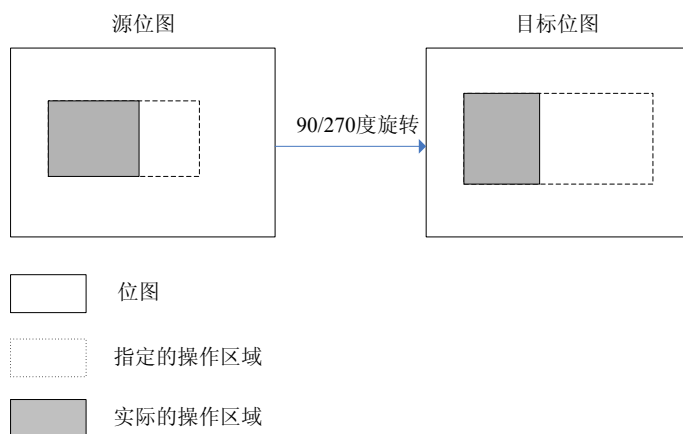 源位图
目标位图
90/270度旋转
位图
指定的操作区域
实际的操作区域